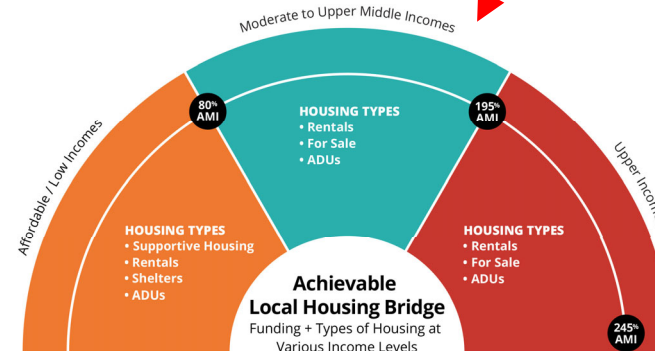 Moderate to Upper Middle Incomes
80%
AMI
195%
AMI
HOUSING TYPES
• Rentals
• For Sale
• ADUs
Affordable / Low Incomes
Upper
HOUSING TYPES
• Supportive Housing
• Rentals
• Shelters
• ADUs
HOUSING TYPES
• Rentals
• For Sale
• ADUs
Achievable
Local Housing Bridge
Funding + Types of Housing at
Various Income Levels
245%
AMI